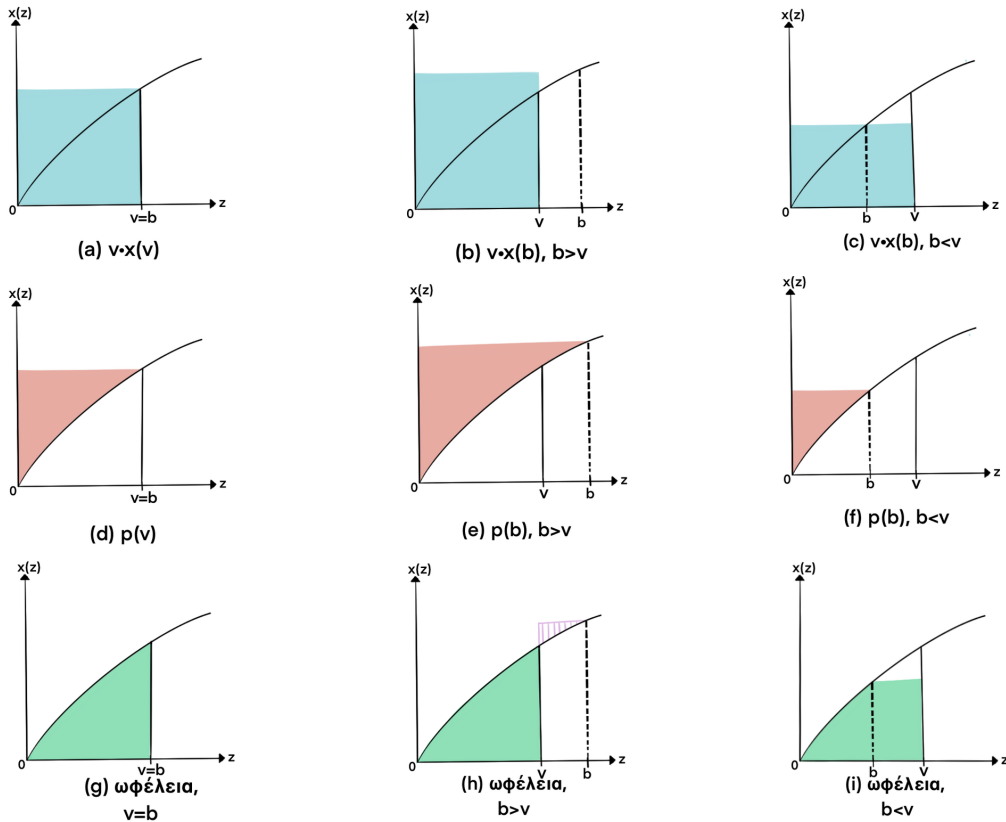 x(z)
0
v=b
z
(a) v•x(v)
x(z)
0
v
b
z
(b) v•x(b), b>v
x(z)
0
b
v
z
(c) v•x(b), b<v
x(z)
0
v=b
z
(d) p(v)
x(z)
0
v
b
z
(e) p(b), b>v
x(z)
0
b
v
z
(f) p(b), b<v
x(z)
0
v=b
z
(g) ωφέλεια,
v=b
x(z)
0
v
b
z
(h) ωφέλεια,
b>v
x(z)
0
b
v
z
(i) ωφέλεια,
b<v